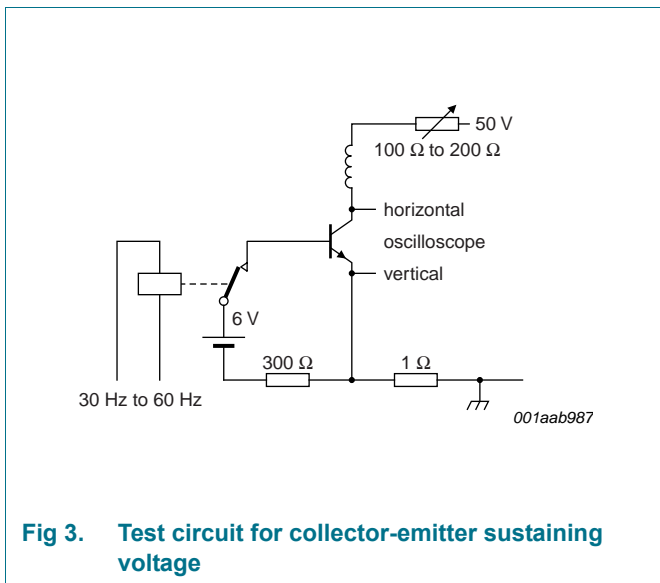 50 V
100 Ω to 200 Ω
horizontal
oscilloscope
vertical
6 V
300 Ω
1 Ω
30 Hz to 60 Hz
001aab987
Fig 3. Test circuit for collector-emitter sustaining
voltage